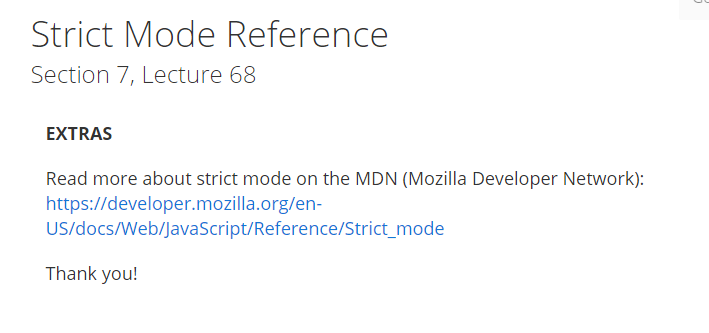 Strict Mode Reference
Section 7, Lecture 68
EXTRAS
Read more about strict mode on the MDN (Mozilla Developer Network):
https://developer.mozilla.org/en-
US/docs/Web/JavaScript/Reference/Strict_mode
Thank you!